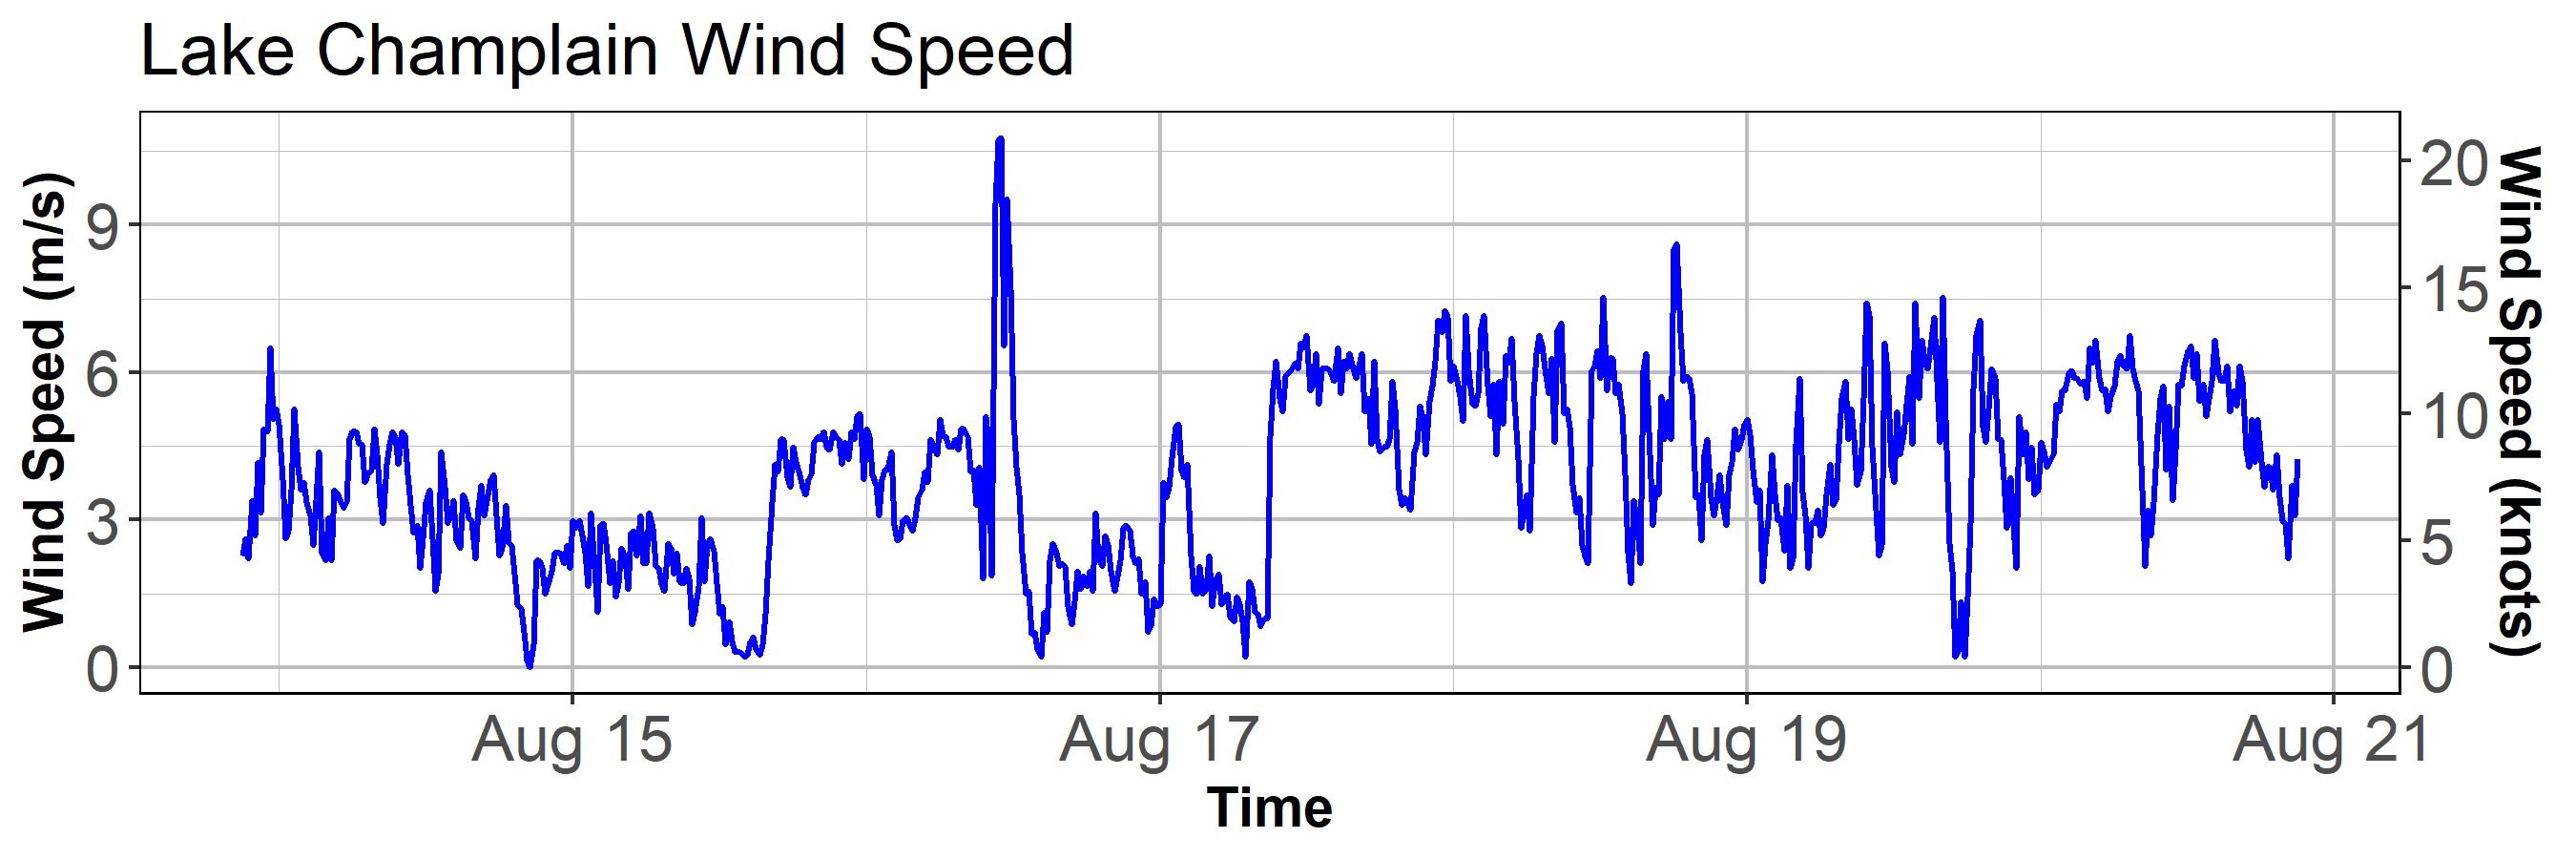 Lake Champlain Wind Speed
Wind Speed (m/s)
9
6
3
0
20
15
10
5
0
Wind Speed (knots)
Aug 15
Aug 17
Aug 19
Aug 21
Time